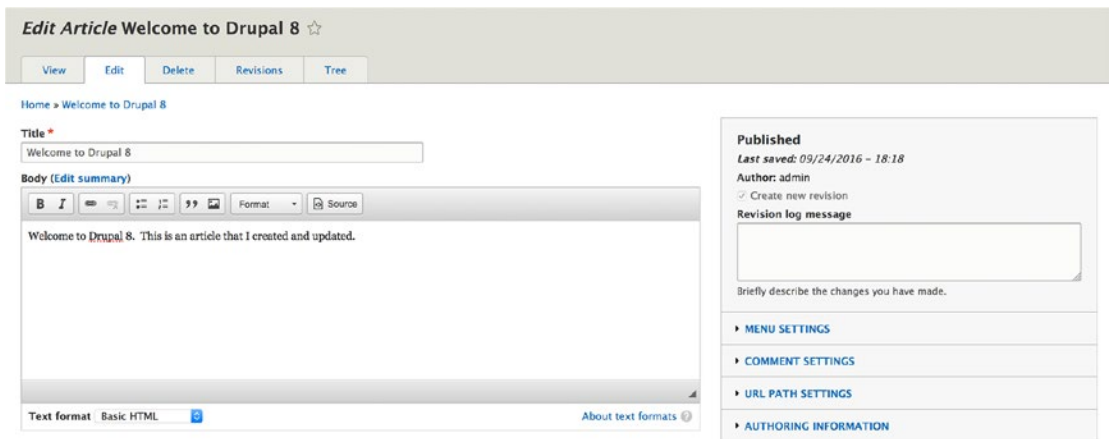 Edit Article Welcome to Drupal 8
View Edit Delete Revisions Tree
Home » Welcome to Drupal 8
Title *
Welcome to Drupal 8
Body (Edit summary)
B I Format Source
Welcome to Drupal 8. This is an article that I created and updated.
Text format Basic HTML About text formats ?
Published
Last saved: 09/24/2016 – 18:18
Author: admin
Create new revision
Revision log message
Briefly describe the changes you have made.
MENU SETTINGS
COMMENT SETTINGS
URL PATH SETTINGS
AUTHORING INFORMATION